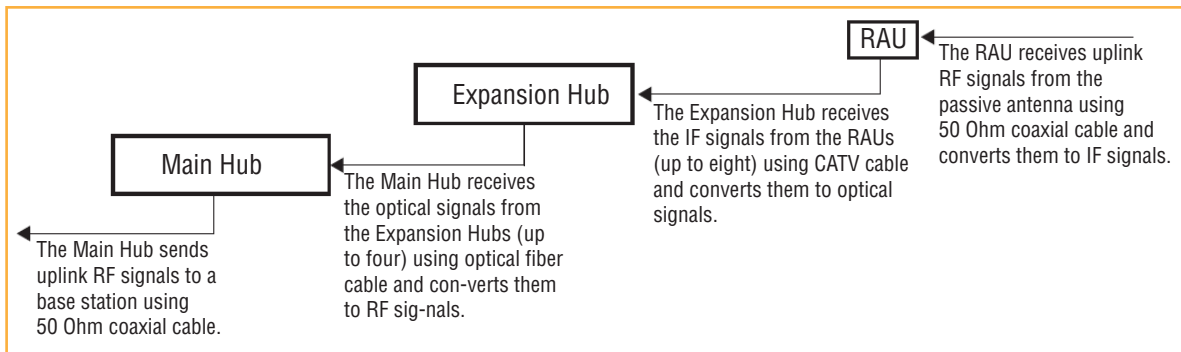 RAU
The RAU receives uplink
RF signals from the
passive antenna using
50 Ohm coaxial cable and
converts them to IF signals.
Expansion Hub
The Expansion Hub receives
the IF signals from the RAUs
(up to eight) using CATV cable
and converts them to optical
signals.
Main Hub
The Main Hub receives
the optical signals from
the Expansion Hubs (up
to four) using optical fiber
cable and con-verts them
to RF sig-nals.
The Main Hub sends
uplink RF signals to a
base station using
50 Ohm coaxial cable.